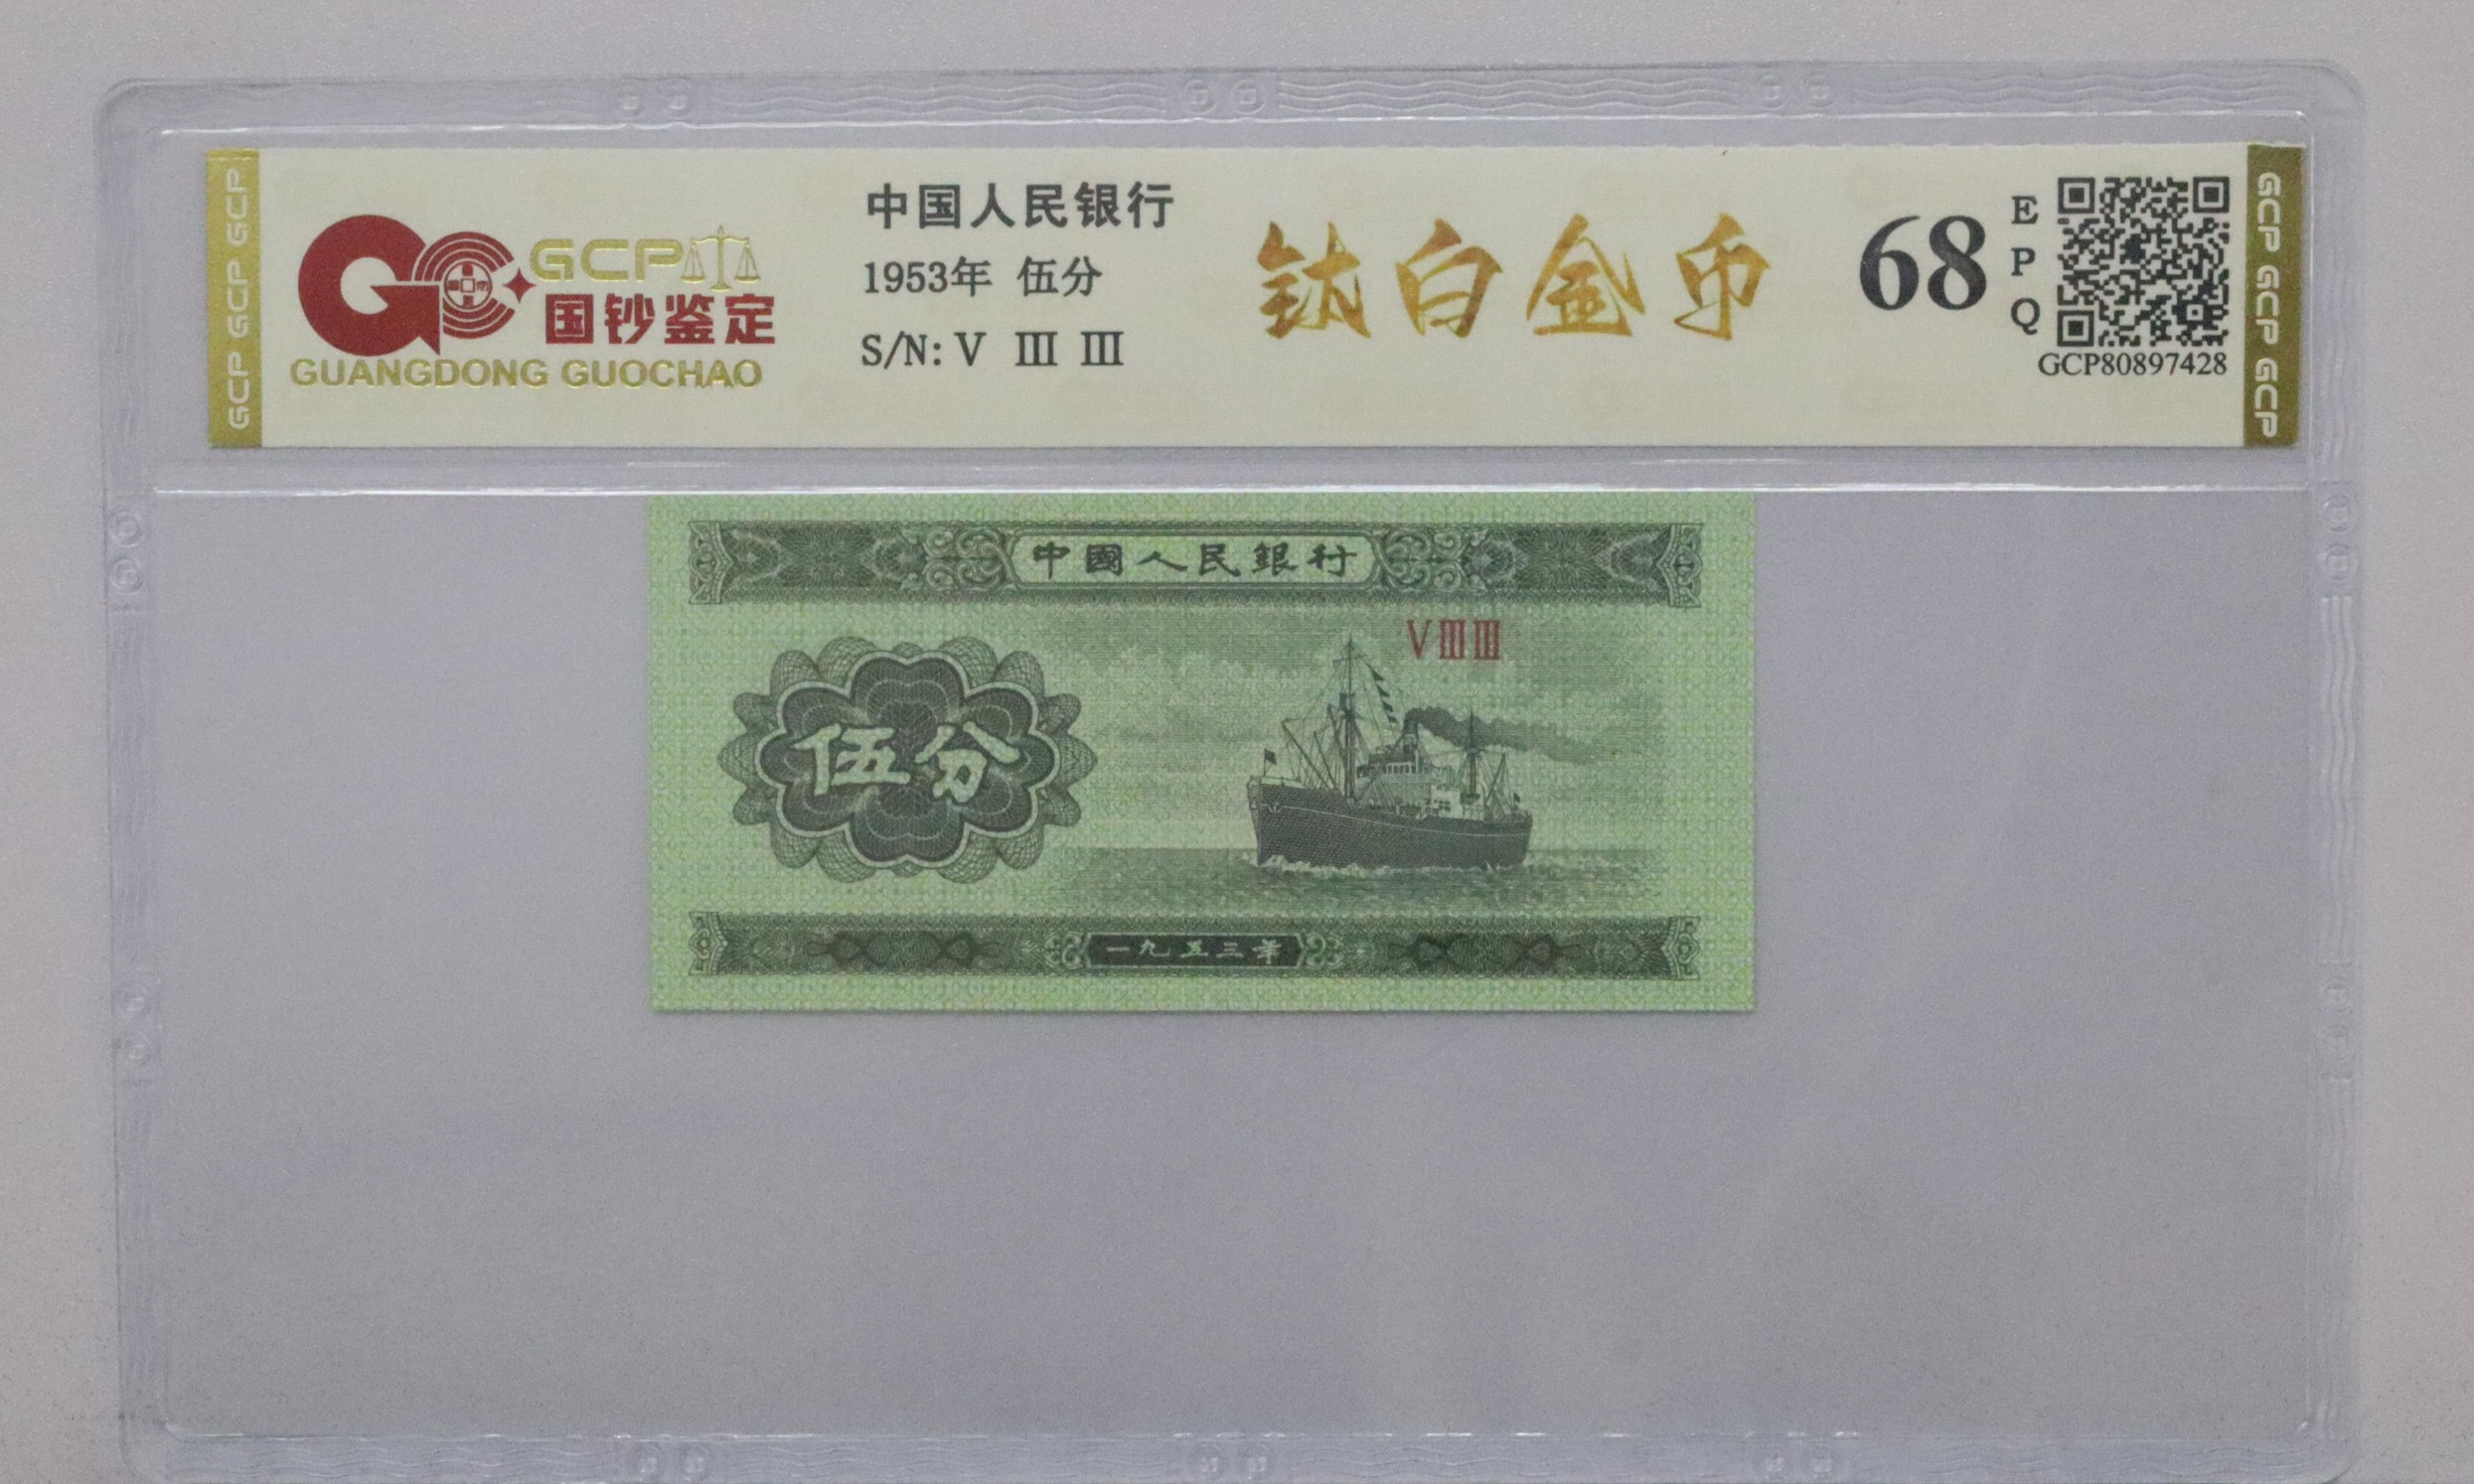 GCP GCP GCP
GCP
国钞鉴定
GUANGDONG GUOCHAO
中国人民银行
1953年 伍分
S/N: V Ⅲ Ⅲ
钛白金币
68
E
P
Q
GCP80897428
GCP GCP GCP
中國人民銀行
VⅢⅢ
伍分
一九五三年